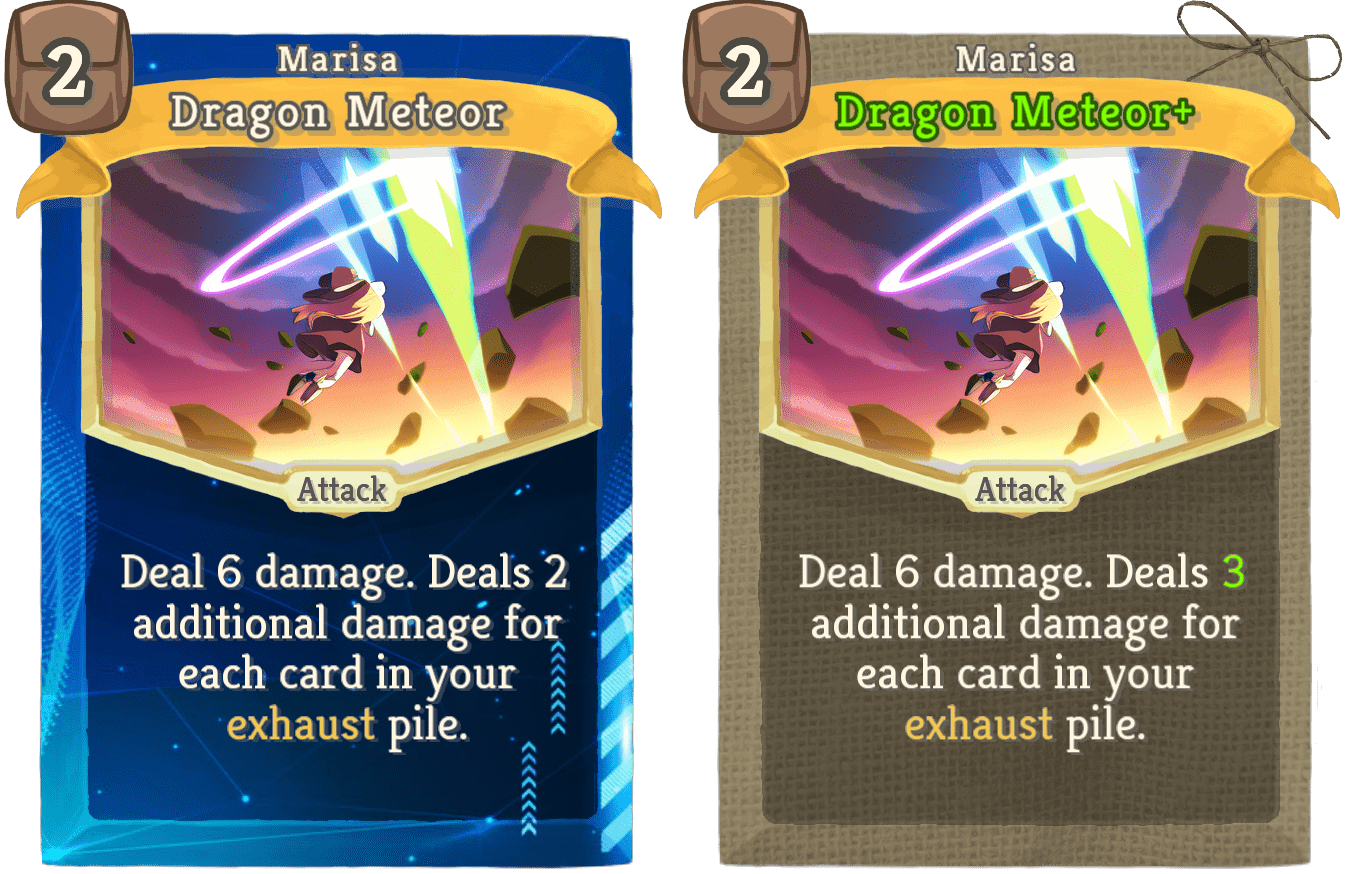 2
Marisa
Dragon Meteor
Attack
Deal 6 damage. Deals 2
additional damage for
each card in your
exhaust pile.
2
Marisa
Dragon Meteor+
Attack
Deal 6 damage. Deals 3
additional damage for
each card in your
exhaust pile.